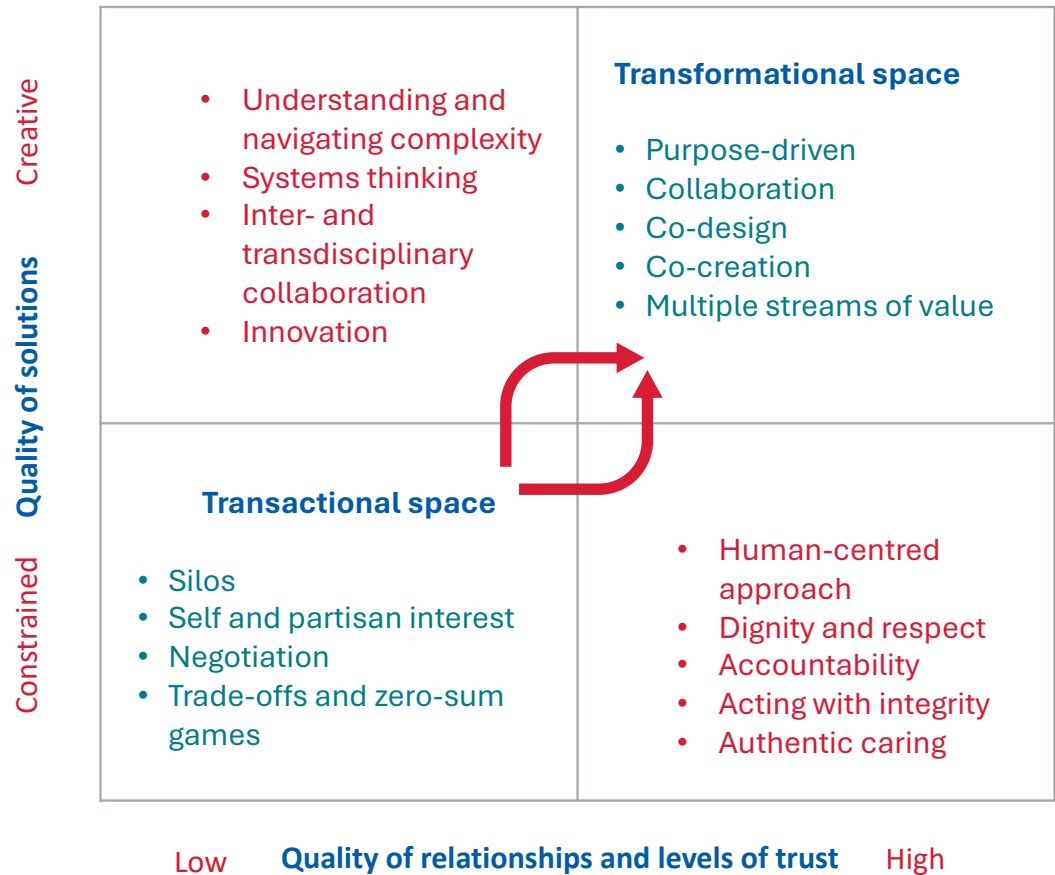 Creative
Quality of solutions
Constrained
• Understanding and
navigating complexity
• Systems thinking
• Inter- and
transdisciplinary
collaboration
• Innovation
Transformational space
• Purpose-driven
• Collaboration
• Co-design
• Co-creation
• Multiple streams of value
Transactional space
• Silos
• Self and partisan interest
• Negotiation
• Trade-offs and zero-sum
games
• Human-centred
approach
• Dignity and respect
• Accountability
• Acting with integrity
• Authentic caring
Low
Quality of relationships and levels of trust
High